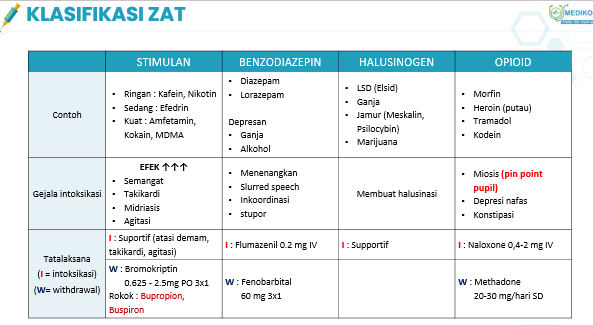 KLASIFIKASI ZAT
MEDIKO
STIMULAN
BENZODIAZEPIN
HALUSINOGEN
OPIOID
Contoh
• Ringan : Kafein, Nikotin
• Sedang : Efedrin
• Kuat : Amfetamin,
Kokain, MDMA
• Diazepam
• Lorazepam
Depresan
• Ganja
• Alkohol
• LSD (Elsid)
• Ganja
• Jamur (Meskalin,
Psilocybin)
• Marijuana
• Morfin
• Heroin (putau)
• Tramadol
• Kodein
Gejala intoksikasi
EFEK ↑↑↑
• Semangat
• Takikardi
• Midriasis
• Agitasi
• Menenangkan
• Slurred speech
• Inkoordinasi
• stupor
Membuat halusinasi
• Miosis (pin point
pupil)
• Depresi nafas
• Konstipasi
Tatalaksana
(I = intoksikasi)
(W= withdrawal)
I : Suportif (atasi demam,
takikardi, agitasi)
I : Flumazenil 0.2 mg IV
I : Supportif
I : Naloxone 0,4-2 mg IV
W : Bromokriptin
0.625 - 2.5mg PO 3x1
Rokok : Bupropion,
Buspiron
W : Fenobarbital
60 mg 3x1
W : Methadone
20-30 mg/hari SD